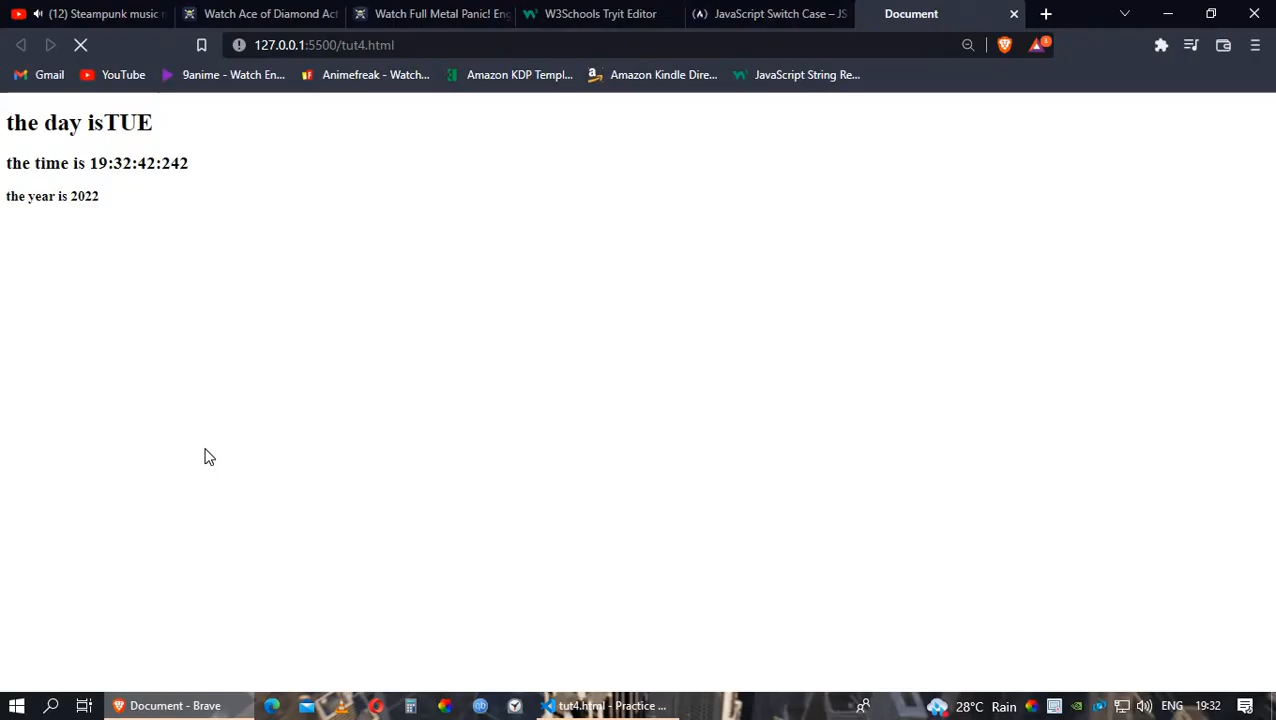 (12) Steampunk music r
Watch Ace of Diamond Act
Watch Full Metal Panic! Eng
W3Schools Tryit Editor
JavaScript Switch Case – JS
Document
127.0.0.1:5500/tut4.html
Gmail
YouTube
9anime - Watch En...
Animefreak - Watch...
Amazon KDP Templ...
Amazon Kindle Dire...
JavaScript String Re...
the day isTUE
the time is 19:32:42:242
the year is 2022
Document - Brave
tut4.html - Practice ...
28°C Rain
ENG
19:32